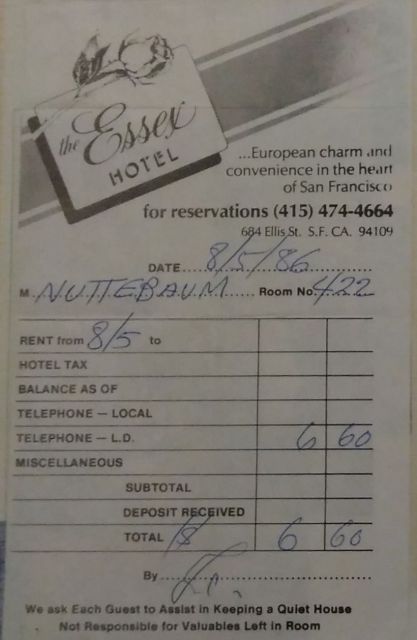 the Essex
HOTEL
...European charm and
convenience in the heart
of San Francisco
for reservations (415) 474-4664
684 Ellis St. S.F. CA. 94109
DATE 8/5/86
M. NUTTEBAUM Room No. 422
RENT from 8/5 to
HOTEL TAX
BALANCE AS OF
TELEPHONE — LOCAL
TELEPHONE — L.D. 6 60
MISCELLANEOUS
SUBTOTAL
DEPOSIT RECEIVED
TOTAL $ 6 60
By
We ask Each Guest to Assist in Keeping a Quiet House
Not Responsible for Valuables Left in Room